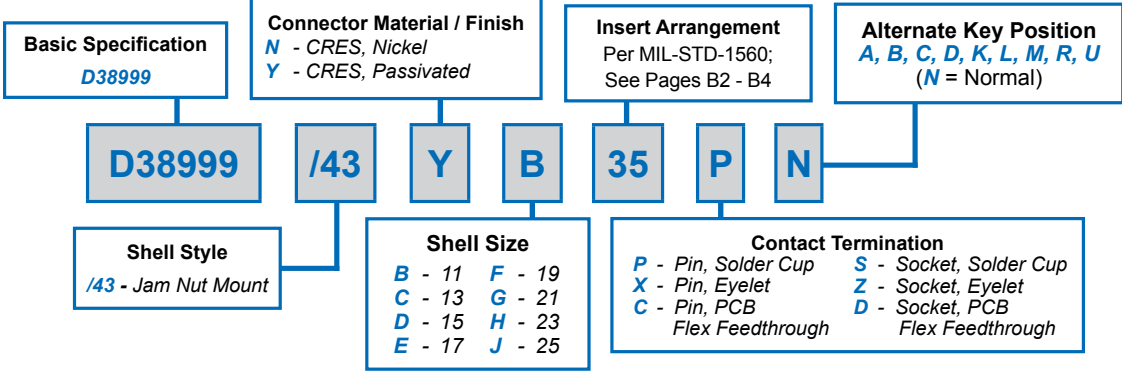 Basic Specification
D38999
Connector Material / Finish
N - CRES, Nickel
Y - CRES, Passivated
Insert Arrangement
Per MIL-STD-1560;
See Pages B2 - B4
Alternate Key Position
A, B, C, D, K, L, M, R, U
(N = Normal)
D38999 /43 Y B 35 P N
Shell Style
/43 - Jam Nut Mount
Shell Size
B - 11 F - 19
C - 13 G - 21
D - 15 H - 23
E - 17 J - 25
Contact Termination
P - Pin, Solder Cup S - Socket, Solder Cup
X - Pin, Eyelet Z - Socket, Eyelet
C - Pin, PCB D - Socket, PCB
Flex Feedthrough Flex Feedthrough